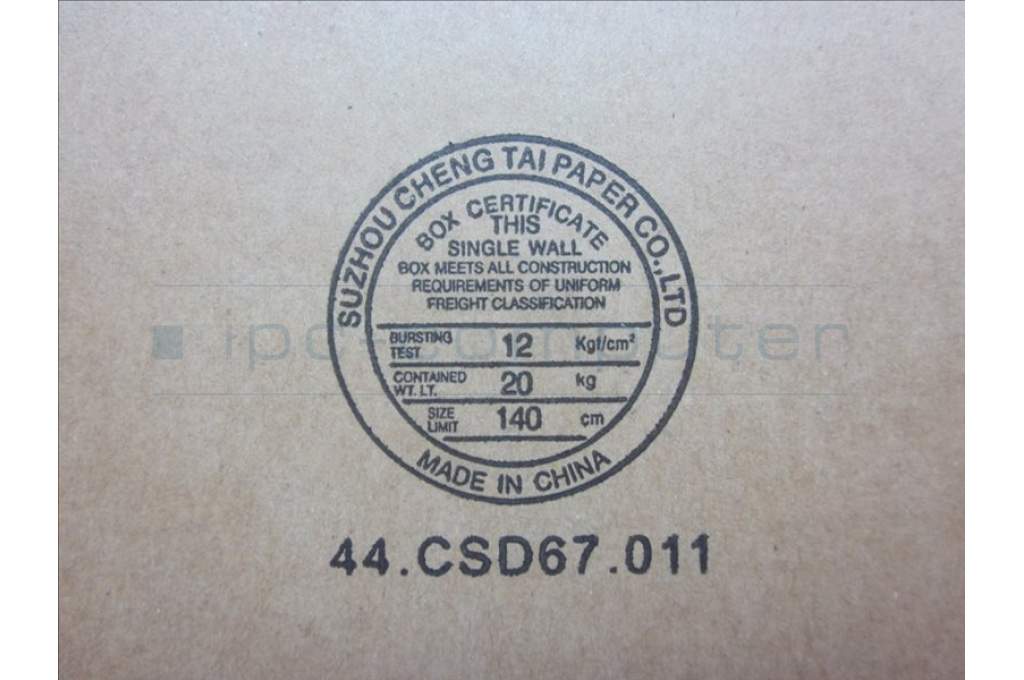 SUZHOU CHENG TAI PAPER CO.,LTD
BOX CERTIFICATE
THIS
SINGLE WALL
BOX MEETS ALL CONSTRUCTION
REQUIREMENTS OF UNIFORM
FREIGHT CLASSIFICATION
BURSTING TEST 12 Kgf/cm²
CONTAINED WT. LT. 20 kg
SIZE LIMIT 140 cm
MADE IN CHINA
44.CSD67.011
ipc-computer